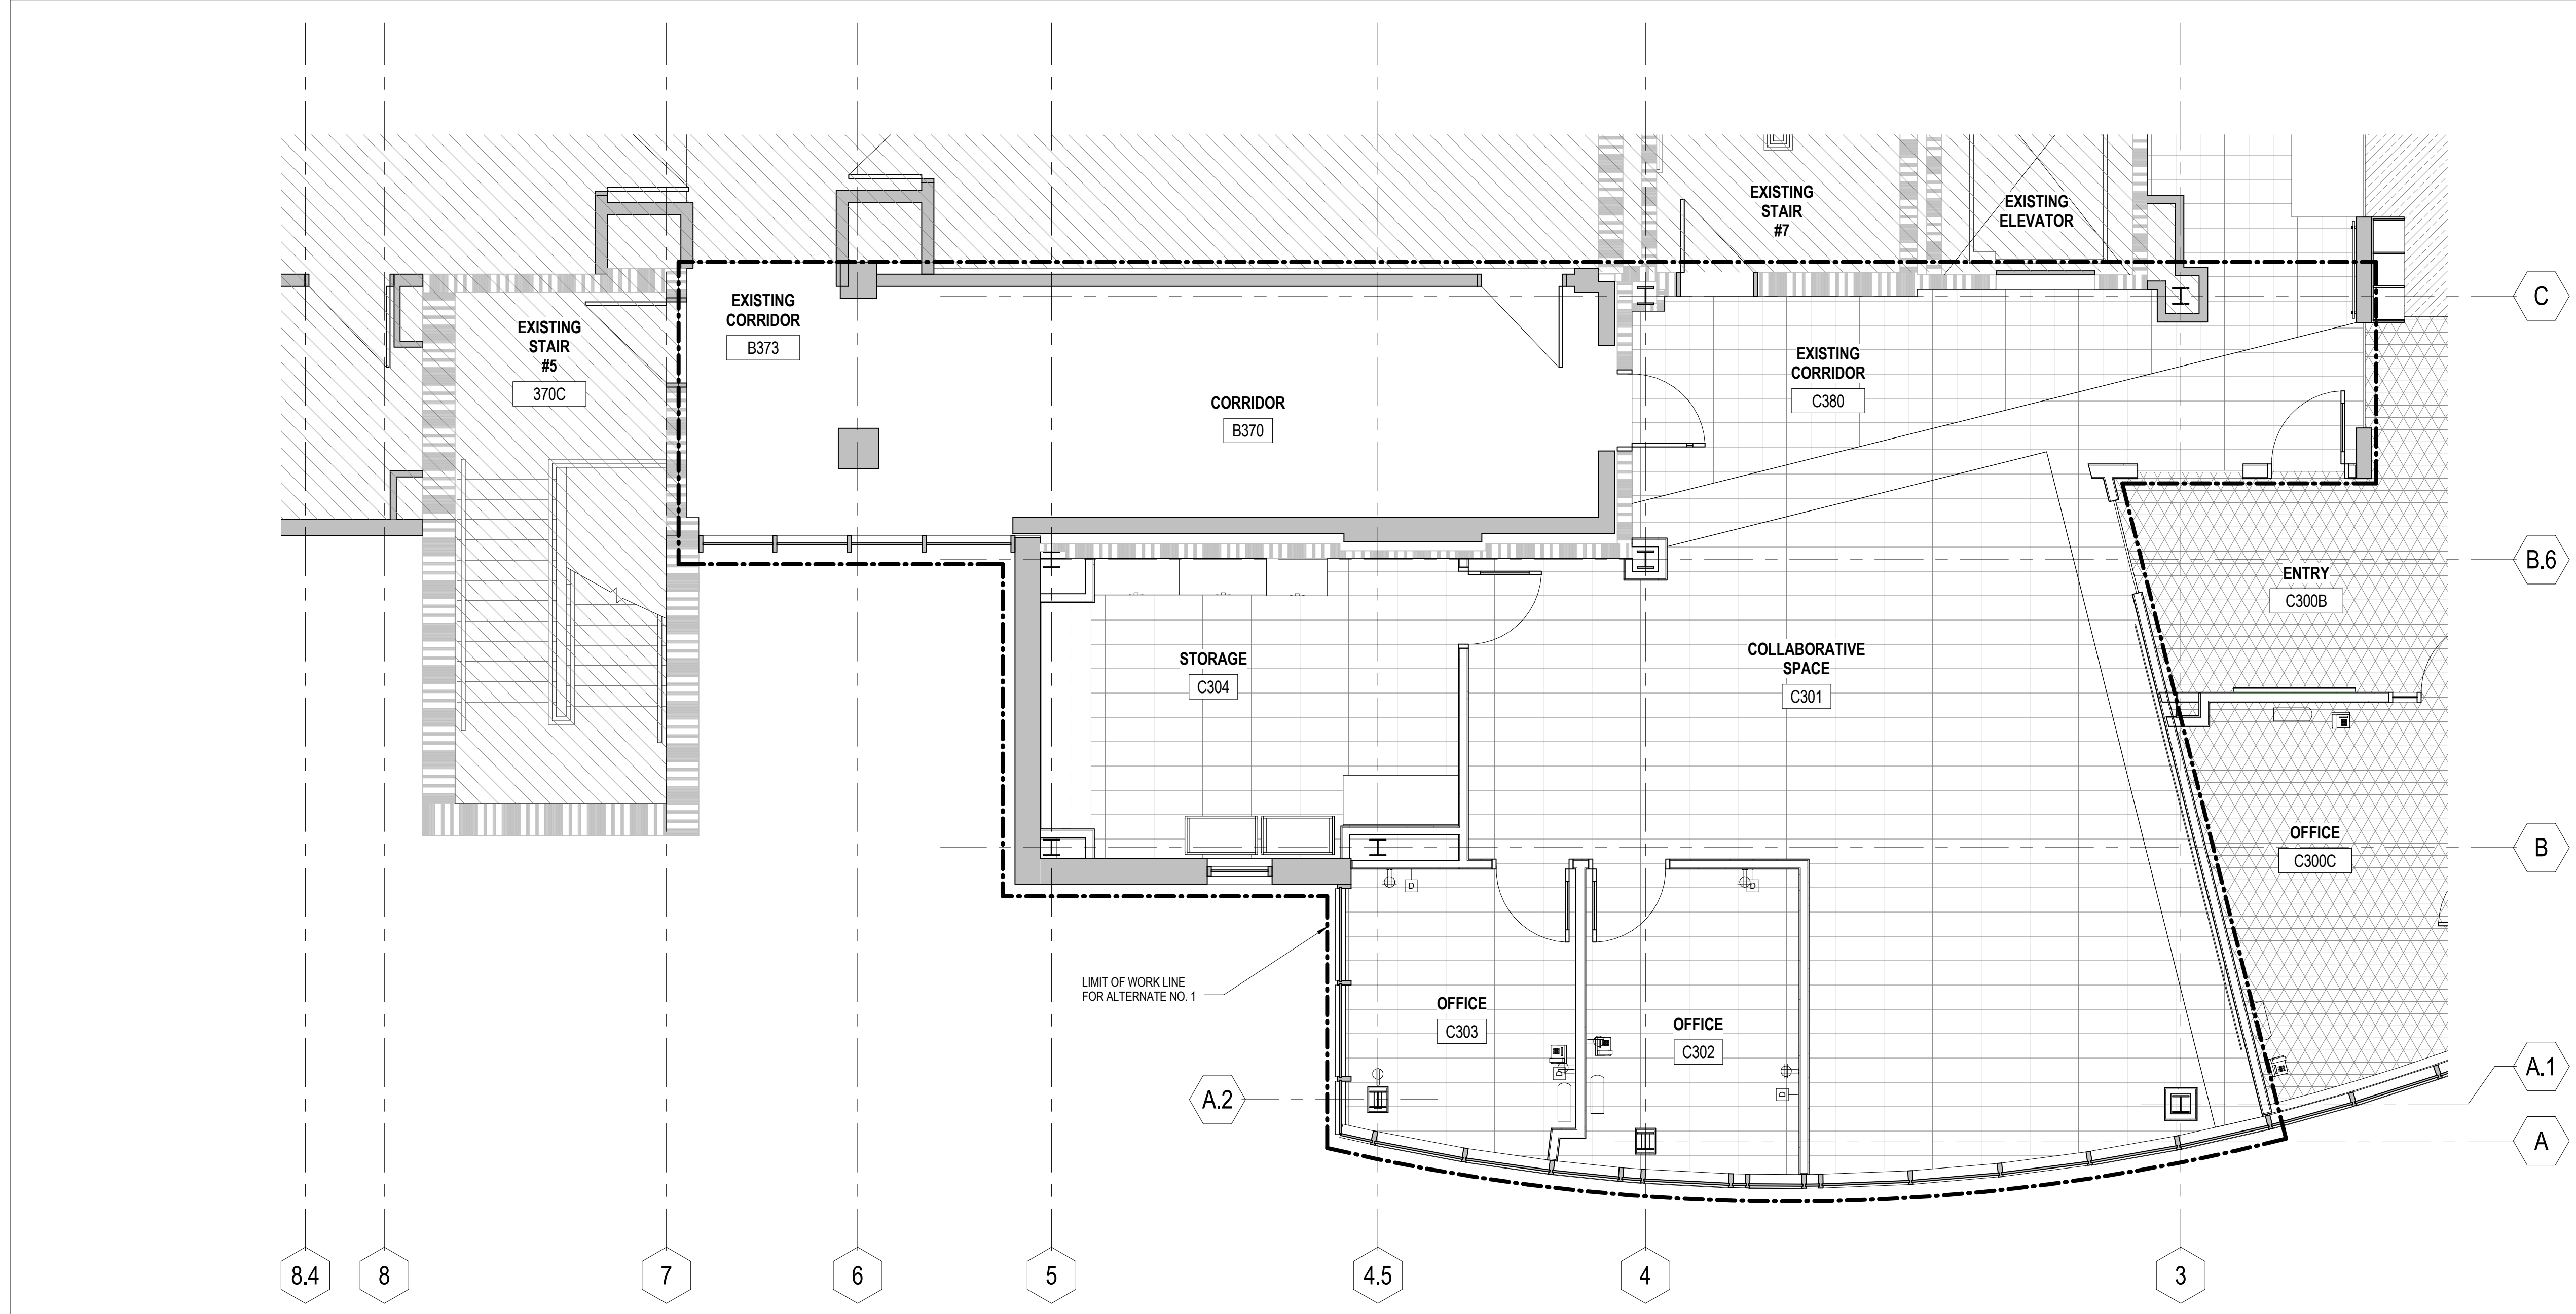 EXISTING
STAIR
#7
EXISTING
ELEVATOR
EXISTING
CORRIDOR
B373
EXISTING
STAIR
#5
370C
CORRIDOR
B370
EXISTING
CORRIDOR
C380
C
B.6
ENTRY
C300B
STORAGE
C304
COLLABORATIVE
SPACE
C301
OFFICE
C300C
B
D
D
LIMIT OF WORK LINE
FOR ALTERNATE NO. 1
OFFICE
C303
OFFICE
C302
D
D
A.2
A.1
A
8.4
8
7
6
5
4.5
4
3